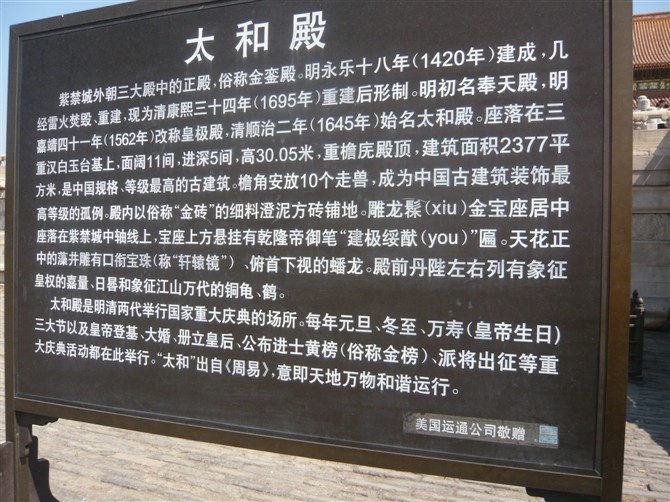 太和殿
紫禁城外朝三大殿中的正殿，俗称金銮殿。明永乐十八年（1420年）建成，几
经雷火焚毁、重建，现为清康熙三十四年（1695年）重建后形制。明初名奉天殿，明
嘉靖四十一年（1562年）改称皇极殿，清顺治二年（1645年）始名太和殿。座落在三
重汉白玉台基上，面阔11间，进深5间，高30.05米，重檐庑殿顶，建筑面积2377平
方米，是中国规格、等级最高的古建筑。檐角安放10个走兽，成为中国古建筑装饰最
高等级的孤例。殿内以俗称“金砖”的细料澄泥方砖铺地。雕龙髹（xiu）金宝座居中
座落在紫禁城中轴线上，宝座上方悬挂有乾隆帝御笔“建极绥猷（you）”匾。天花正
中的藻井雕有口衔宝珠（称“轩辕镜”）、俯首下视的蟠龙。殿前丹陛左右列有象征
皇权的嘉量、日晷和象征江山万代的铜龟、鹤。
太和殿是明清两代举行国家重大庆典的场所。每年元旦、冬至、万寿（皇帝生日）
三大节以及皇帝登基、大婚、册立皇后、公布进士黄榜（俗称金榜）、派将出征等重
大庆典活动都在此举行。“太和”出自《周易》，意即天地万物和谐运行。
美国运通公司敬赠